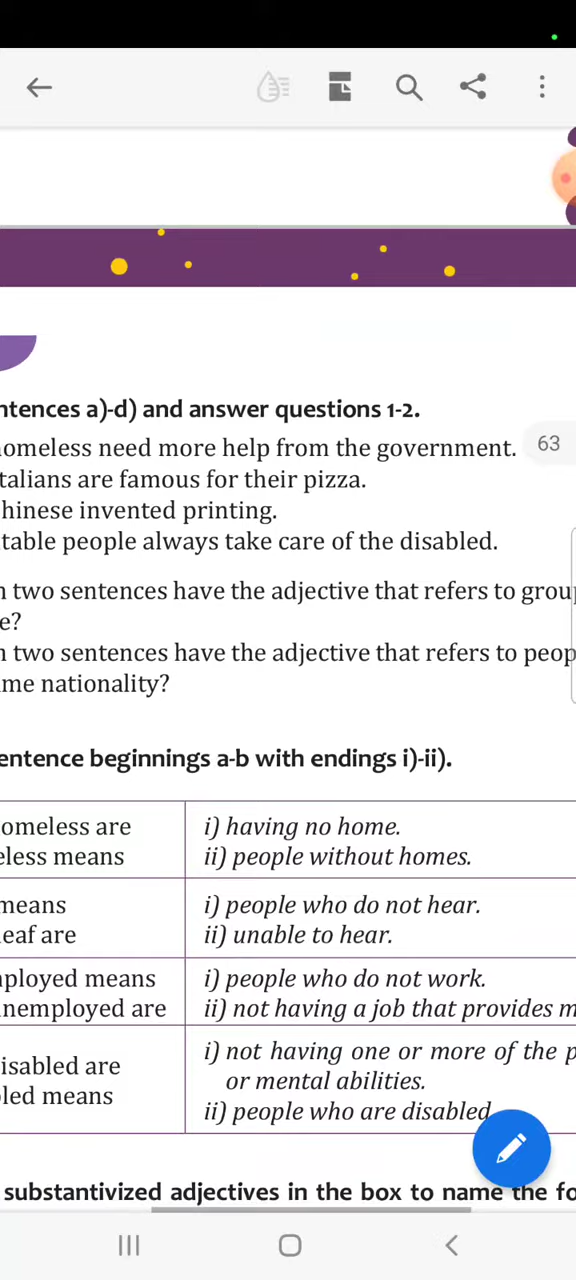 ntences a)-d) and answer questions 1-2.
omeless need more help from the government.
63
talians are famous for their pizza.
hinese invented printing.
table people always take care of the disabled.
n two sentences have the adjective that refers to grou
e?
n two sentences have the adjective that refers to peop
me nationality?
entence beginnings a-b with endings i)-ii).
omeless are
eless means
i) having no home.
ii) people without homes.
means
eaf are
i) people who do not hear.
ii) unable to hear.
ployed means
nemployed are
i) people who do not work.
ii) not having a job that provides m
isabled are
led means
i) not having one or more of the p
or mental abilities.
ii) people who are disabled
substantivized adjectives in the box to name the fo